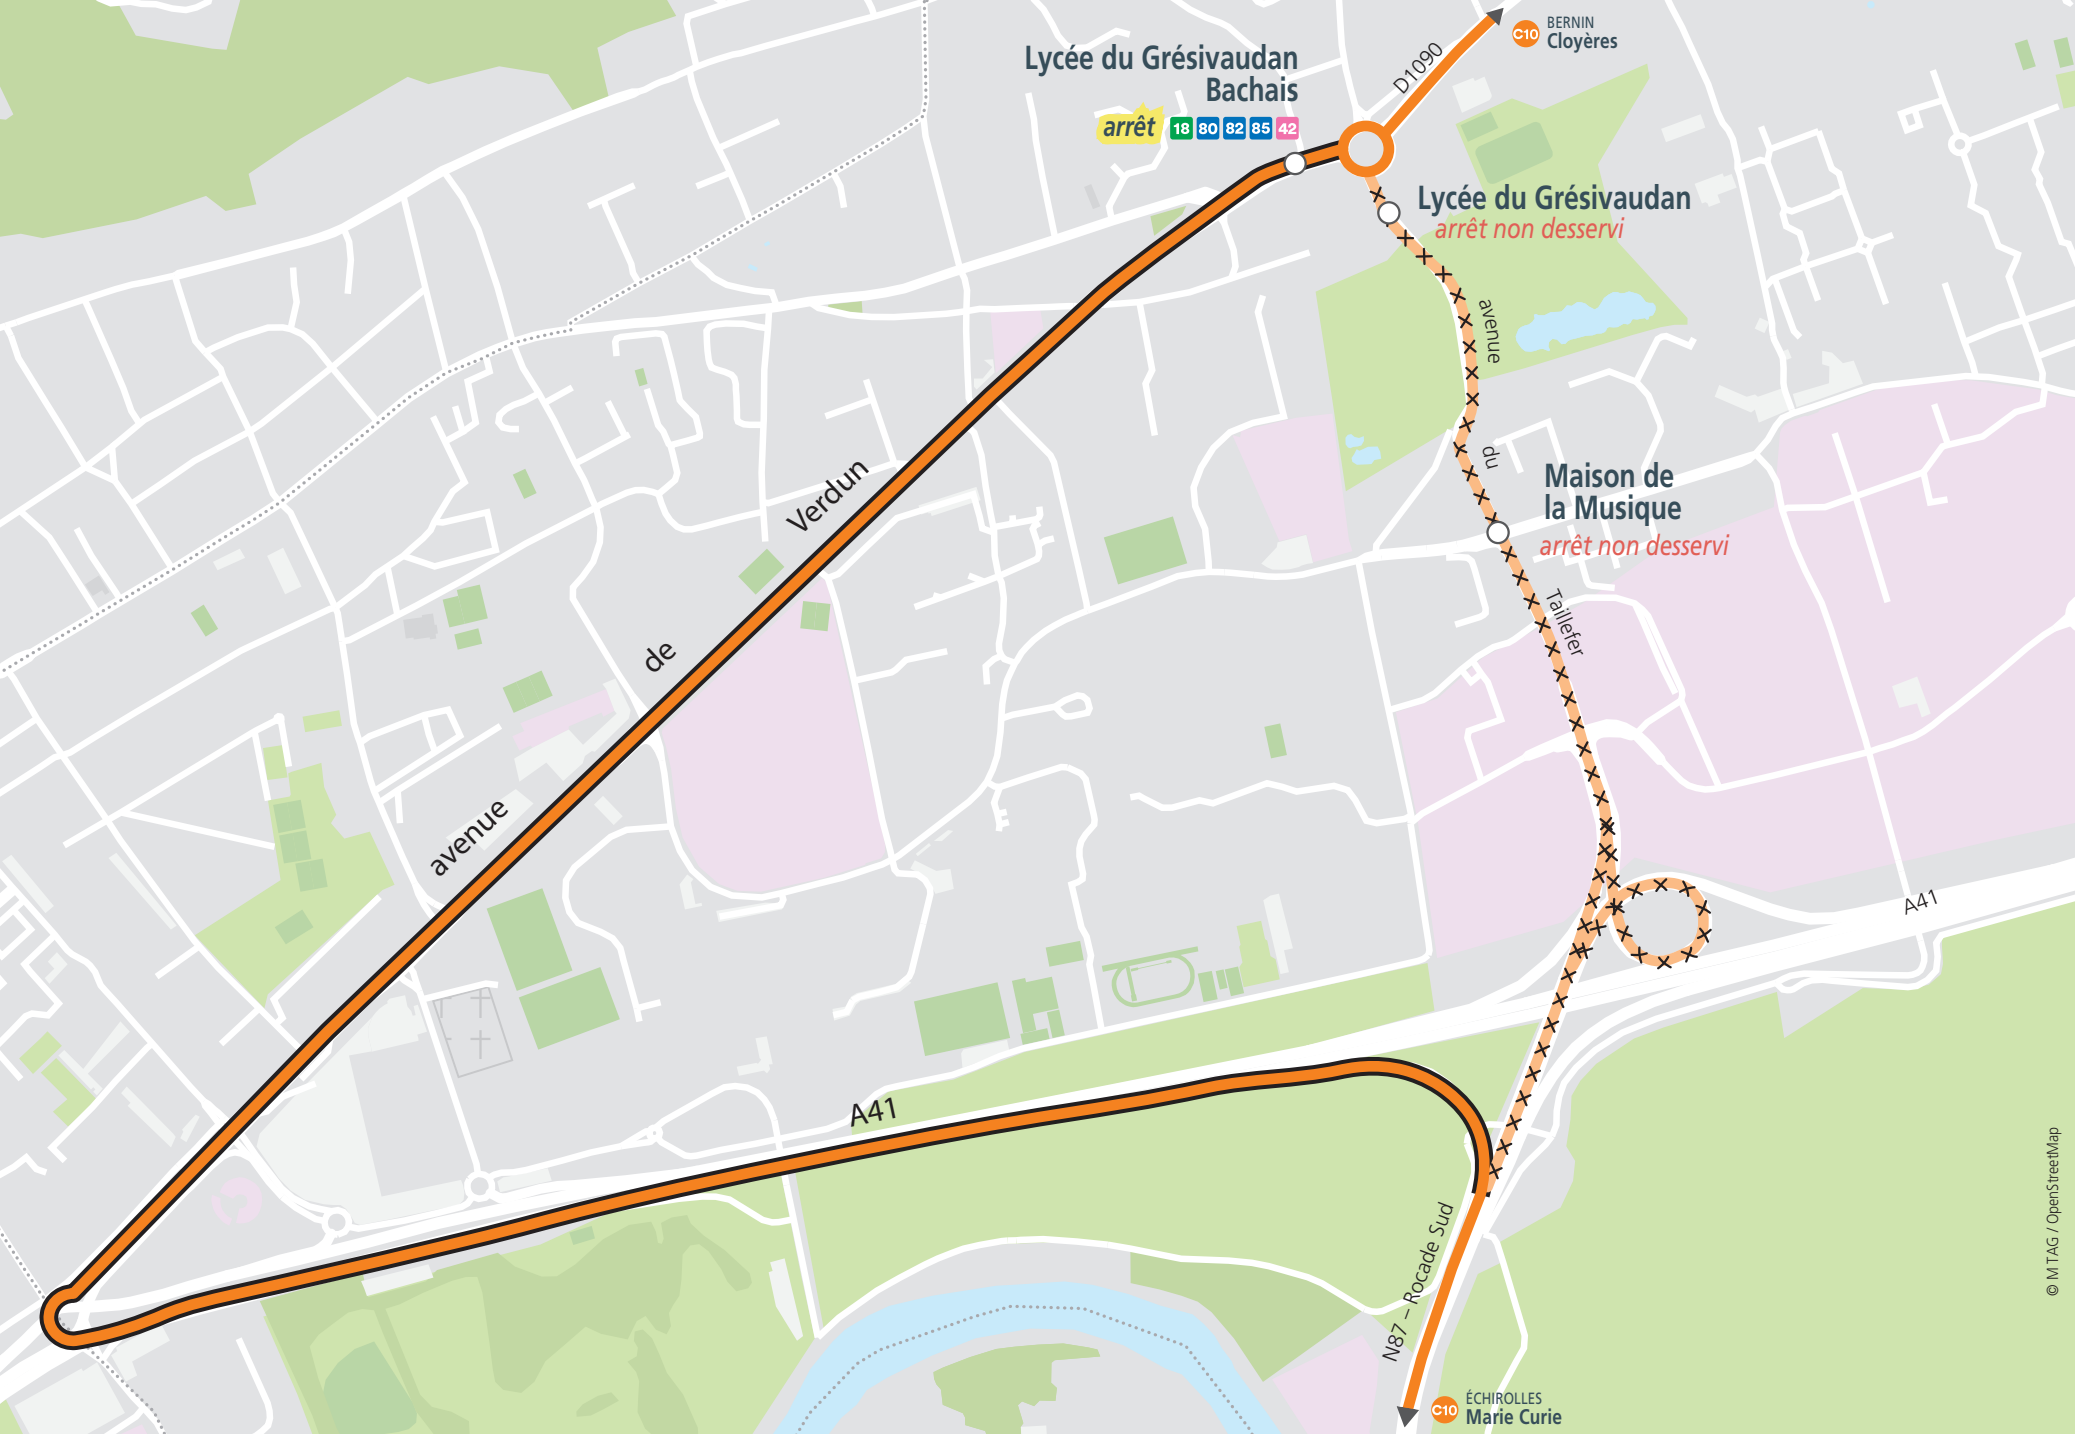 C10 BERNIN
Cloyères
D1090
Lycée du Grésivaudan
Bachais
arrêt 18 80 82 85 42
Lycée du Grésivaudan
arrêt non desservi
avenue
du
Taillefer
Maison de
la Musique
arrêt non desservi
avenue de Verdun
A41
A41
N87 – Rocade Sud
C10 ÉCHIROLLES
Marie Curie
© M TAG / OpenStreetMap